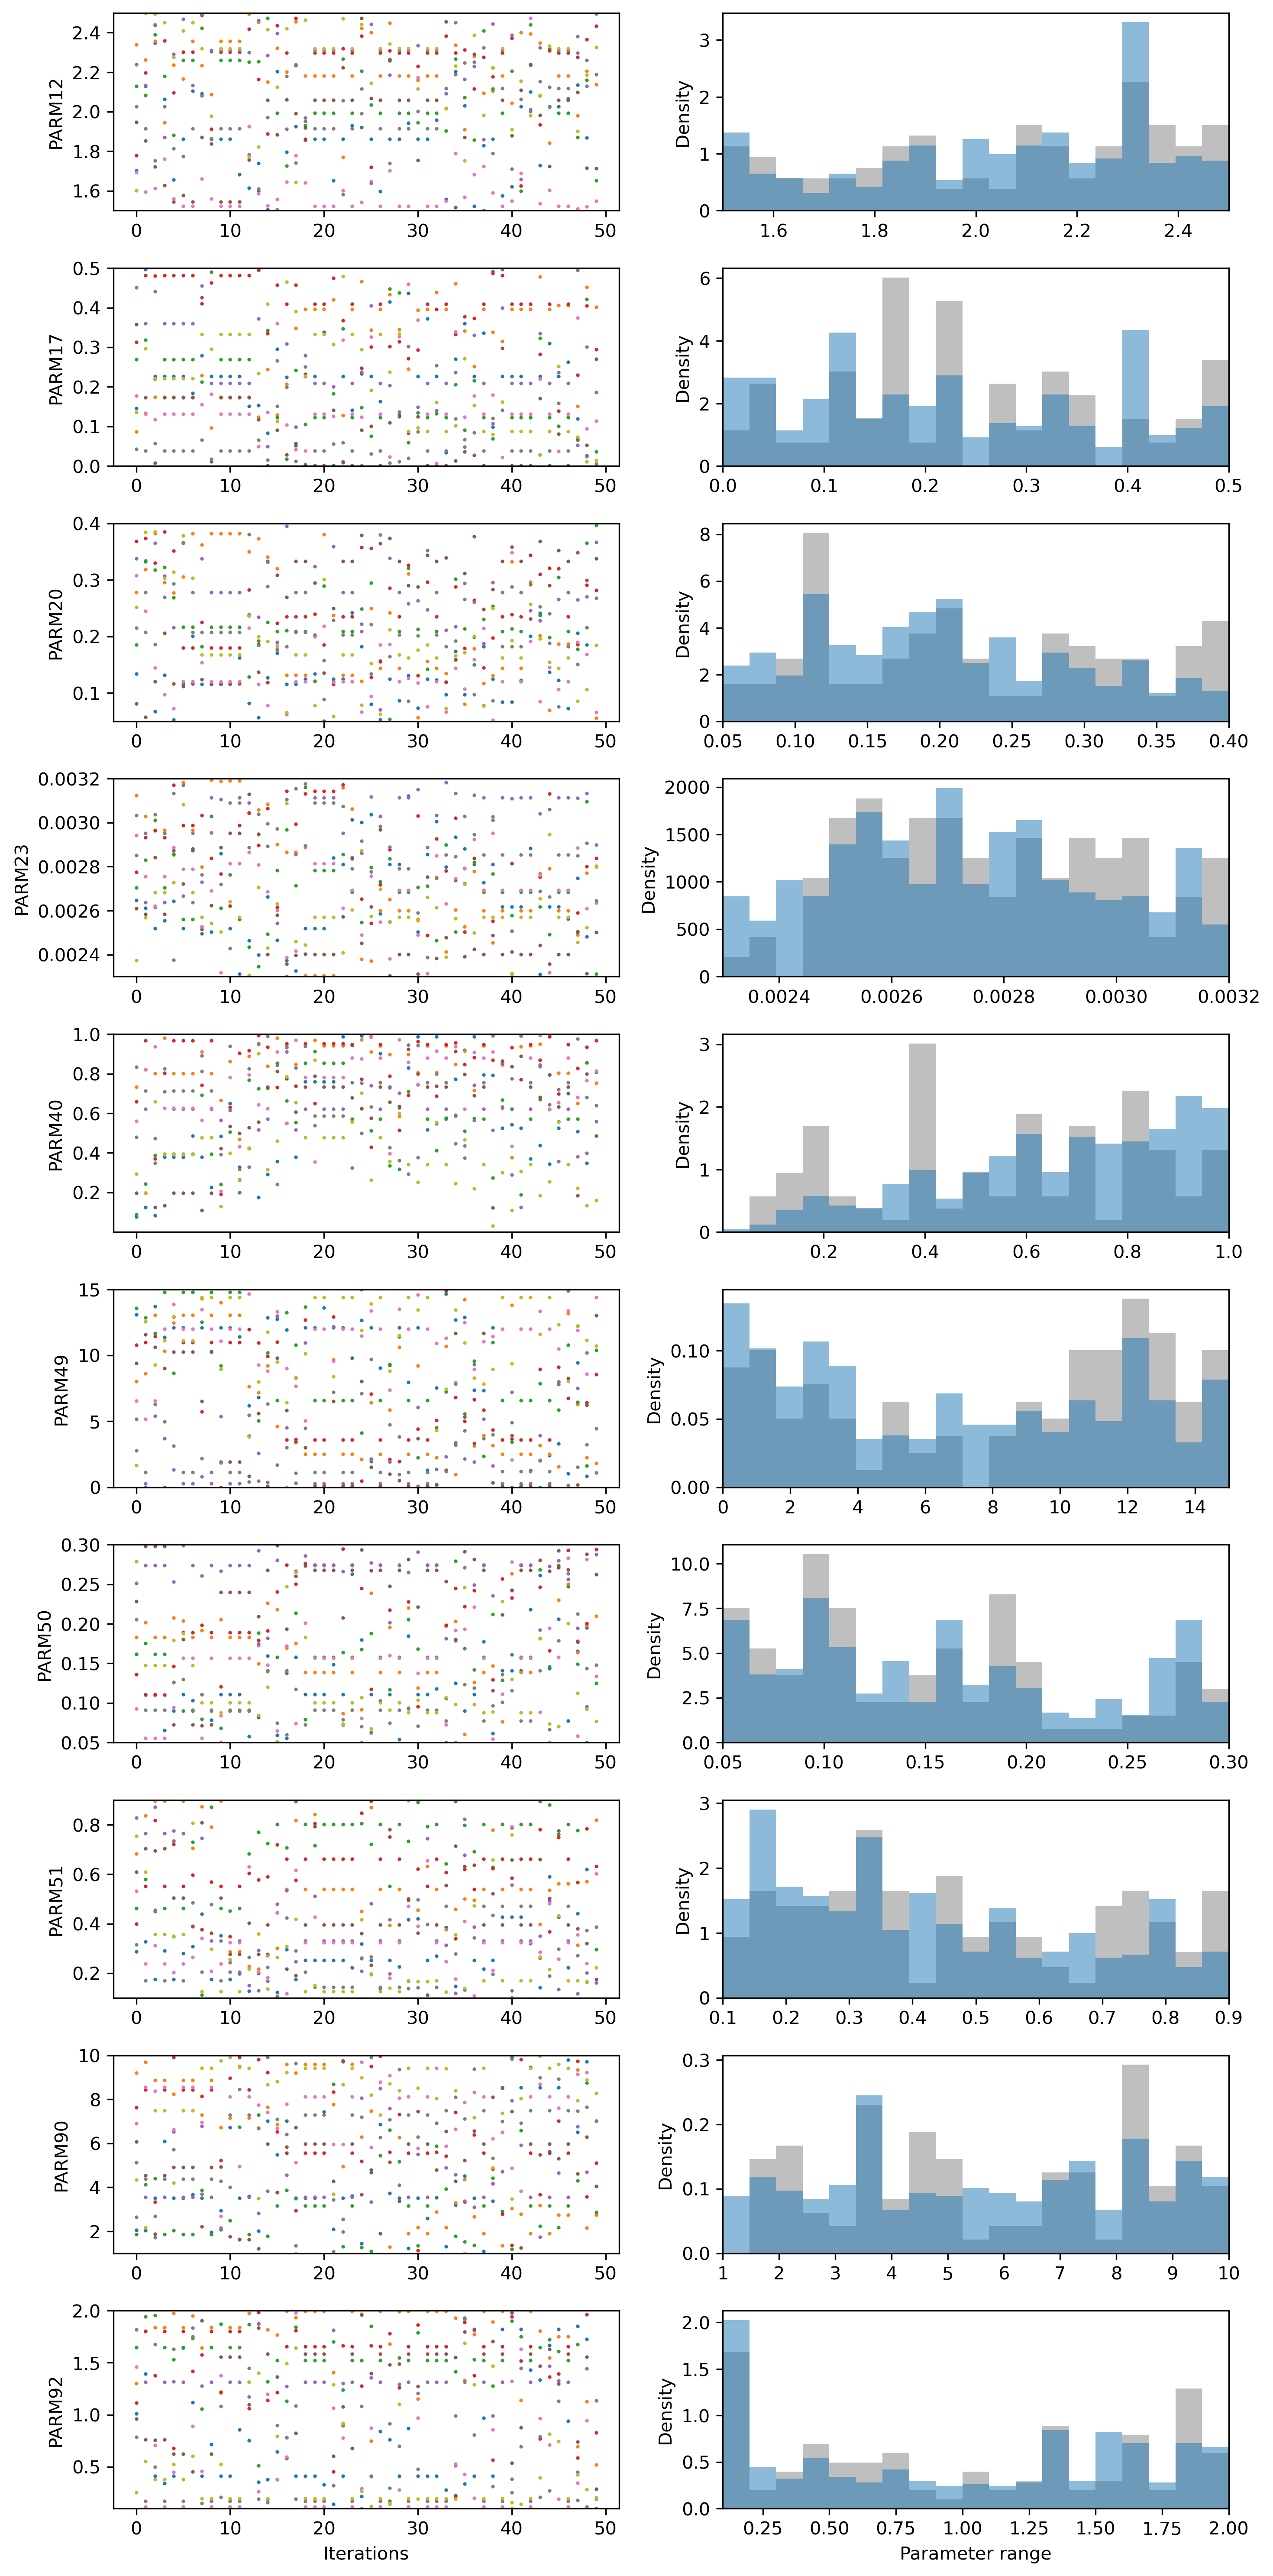 2.4
2.2
2.0
1.8
1.6
PARM12
0 10 20 30 40 50
3
2
1
0
Density
1.6 1.8 2.0 2.2 2.4
0.5
0.4
0.3
0.2
0.1
0.0
PARM17
0 10 20 30 40 50
6
4
2
0
Density
0.0 0.1 0.2 0.3 0.4 0.5
0.4
0.3
0.2
0.1
PARM20
0 10 20 30 40 50
8
6
4
2
0
Density
0.05 0.10 0.15 0.20 0.25 0.30 0.35 0.40
0.0032
0.0030
0.0028
0.0026
0.0024
PARM23
0 10 20 30 40 50
2000
1500
1000
500
0
Density
0.0024 0.0026 0.0028 0.0030 0.0032
1.0
0.8
0.6
0.4
0.2
PARM40
0 10 20 30 40 50
3
2
1
0
Density
0.2 0.4 0.6 0.8 1.0
15
10
5
0
PARM49
0 10 20 30 40 50
0.10
0.05
0.00
Density
0 2 4 6 8 10 12 14
0.30
0.25
0.20
0.15
0.10
0.05
PARM50
0 10 20 30 40 50
10.0
7.5
5.0
2.5
0.0
Density
0.05 0.10 0.15 0.20 0.25 0.30
0.8
0.6
0.4
0.2
PARM51
0 10 20 30 40 50
3
2
1
0
Density
0.1 0.2 0.3 0.4 0.5 0.6 0.7 0.8 0.9
10
8
6
4
2
PARM90
0 10 20 30 40 50
0.3
0.2
0.1
0.0
Density
1 2 3 4 5 6 7 8 9 10
2.0
1.5
1.0
0.5
PARM92
0 10 20 30 40 50
Iterations
2.0
1.5
1.0
0.5
0.0
Density
0.25 0.50 0.75 1.00 1.25 1.50 1.75 2.00
Parameter range